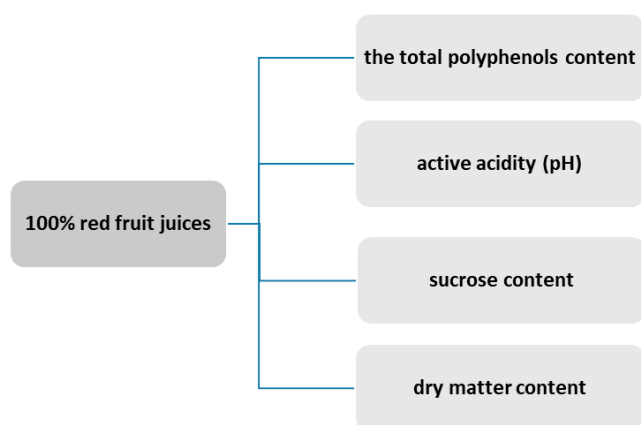 the total polyphenols content
active acidity (pH)
100% red fruit juices
sucrose content
dry matter content